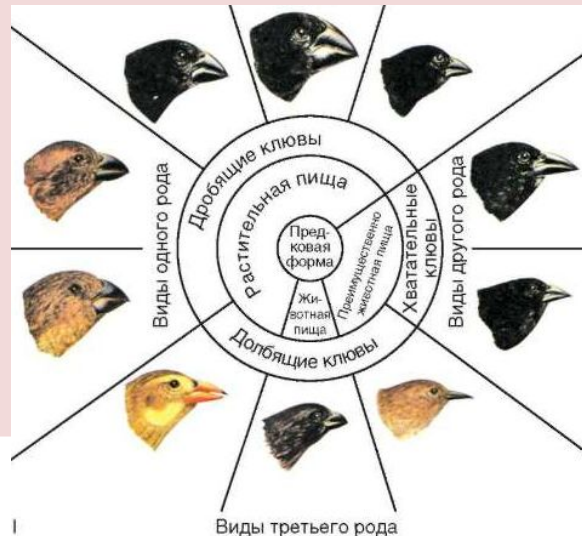 Дробящие клювы
Растительная пища
Виды одного рода
Пред-
ковая
форма
Преимущественно
животная пища
Хватательные
клювы
Виды другого рода
Жи-
вотная
пища
Долбящие клювы
Виды третьего рода